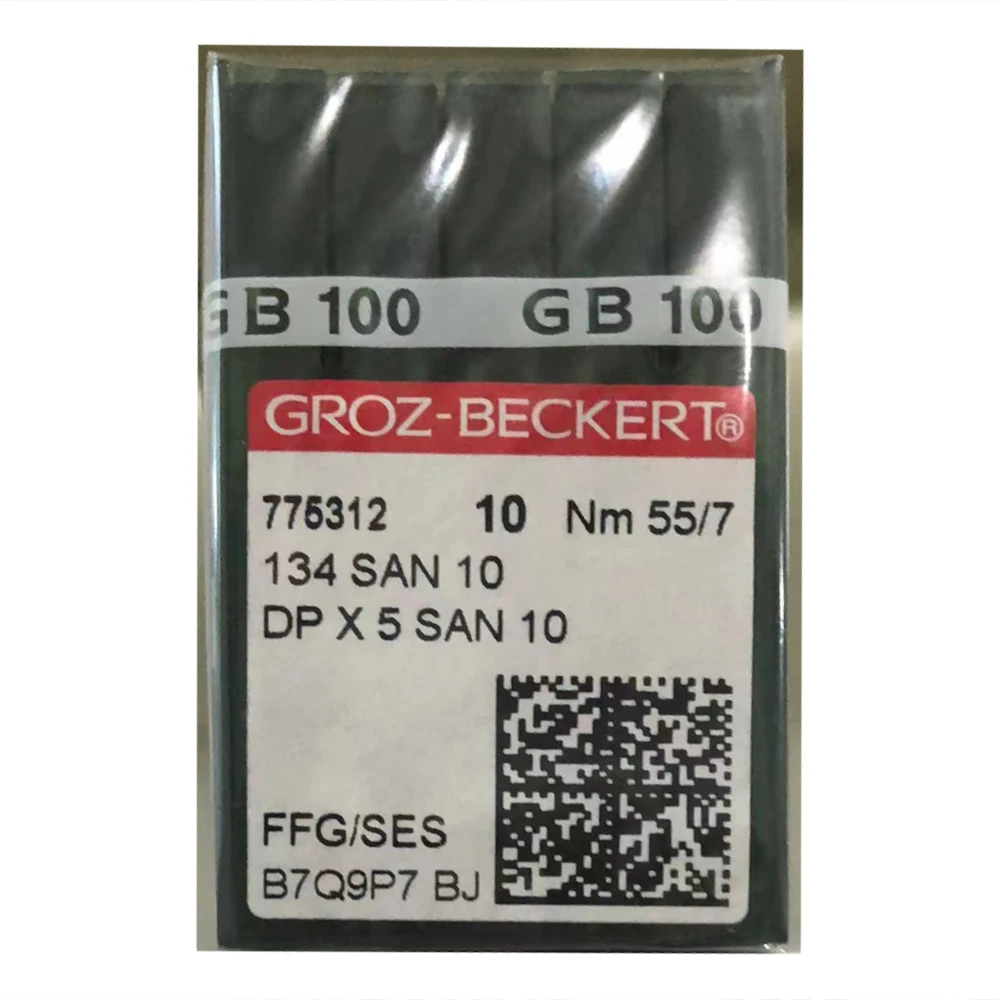 GB 100 GB 100
GROZ-BECKERT®
775312 10 Nm 55/7
134 SAN 10
DP X 5 SAN 10
FFG/SES
B7Q9P7 BJ